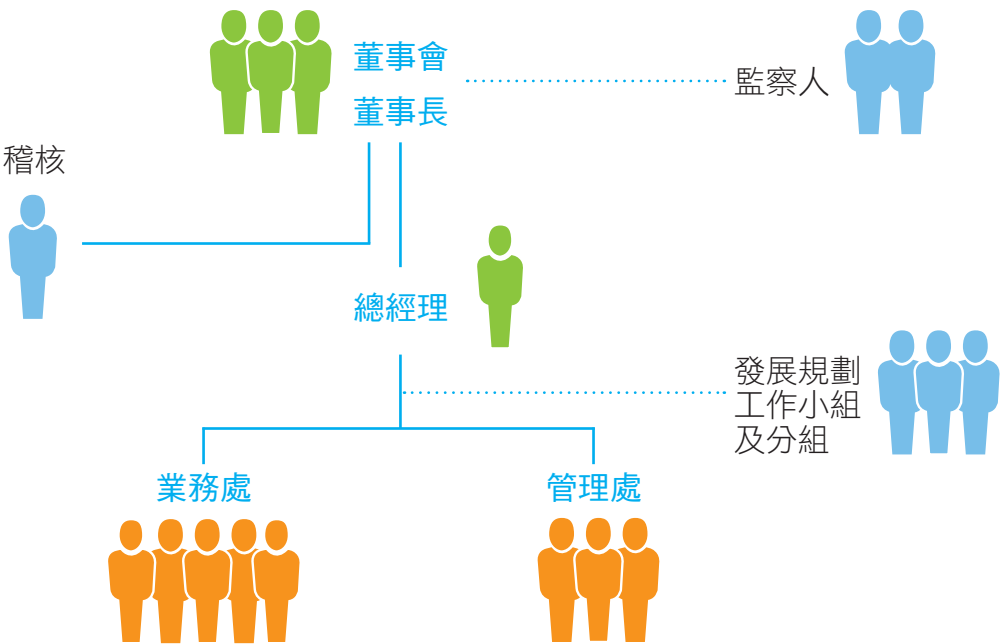 董事會
董事長
監察人
稽核
總經理
發展規劃
工作小組
及分組
業務處
管理處